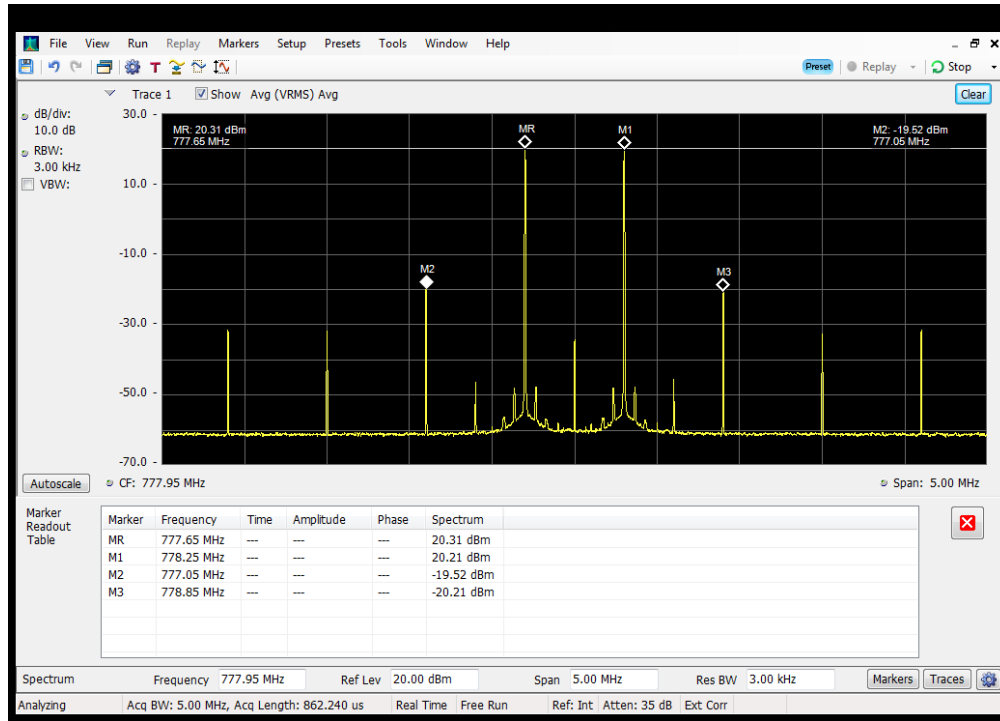 File View Run Replay Markers Setup Presets Tools Window Help
T Preset Replay Stop
Trace 1 Show Avg (VRMS) Avg Clear
dB/div:
10.0 dB
RBW:
3.00 kHz
VBW:
30.0 -
10.0 -
-10.0 -
-30.0 -
-50.0 -
-70.0 -
MR: 20.31 dBm
777.65 MHz
MR
M1
M2: -19.52 dBm
777.05 MHz
M2
M3
Autoscale CF: 777.95 MHz Span: 5.00 MHz
Marker
Readout
Table
Marker Frequency Time Amplitude Phase Spectrum
MR 777.65 MHz --- --- --- 20.31 dBm
M1 778.25 MHz --- --- --- 20.21 dBm
M2 777.05 MHz --- --- --- -19.52 dBm
M3 778.85 MHz --- --- --- -20.21 dBm
Spectrum Frequency 777.95 MHz Ref Lev 20.00 dBm Span 5.00 MHz Res BW 3.00 kHz Markers Traces
Analyzing Acq BW: 5.00 MHz, Acq Length: 862.240 us Real Time Free Run Ref: Int Atten: 35 dB Ext Corr